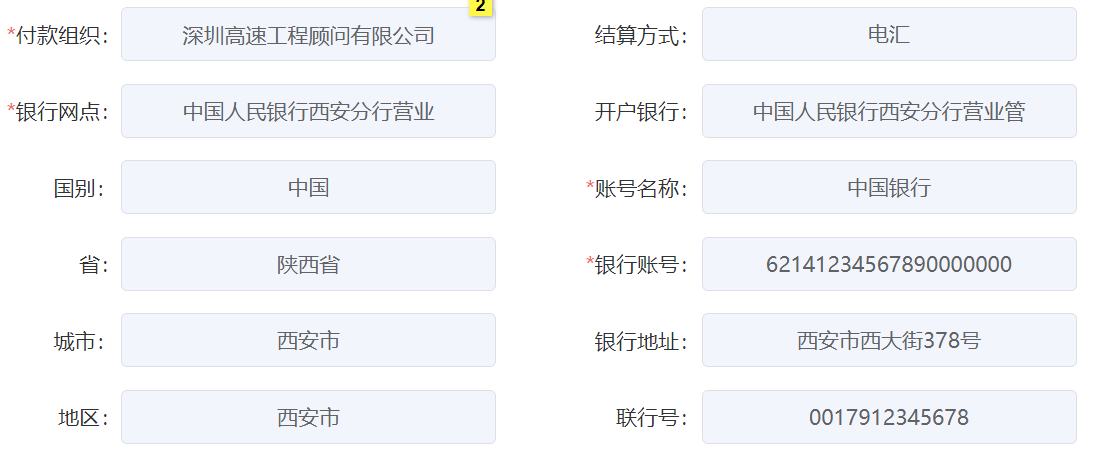 2
*付款组织： 深圳高速工程顾问有限公司 结算方式： 电汇
*银行网点： 中国人民银行西安分行营业 开户银行： 中国人民银行西安分行营业管
国别： 中国 *账号名称： 中国银行
省： 陕西省 *银行账号： 62141234567890000000
城市： 西安市 银行地址： 西安市西大街378号
地区： 西安市 联行号： 0017912345678